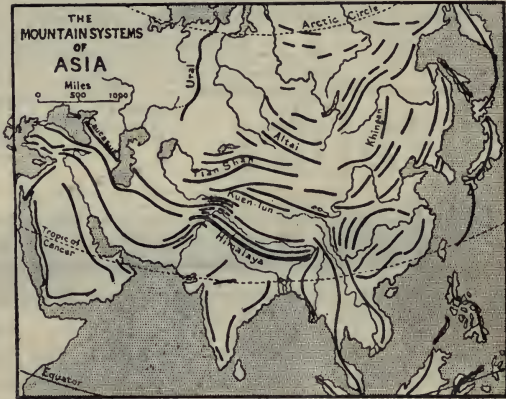 THE
MOUNTAIN SYSTEMS
OF
ASIA
Miles
0 500 1000
Arctic Circle
Ural
Caucasus
Altai
Khingan
Tian Shan
Kuen-lun
Himalaya
Tropic of
Cancer
Equator